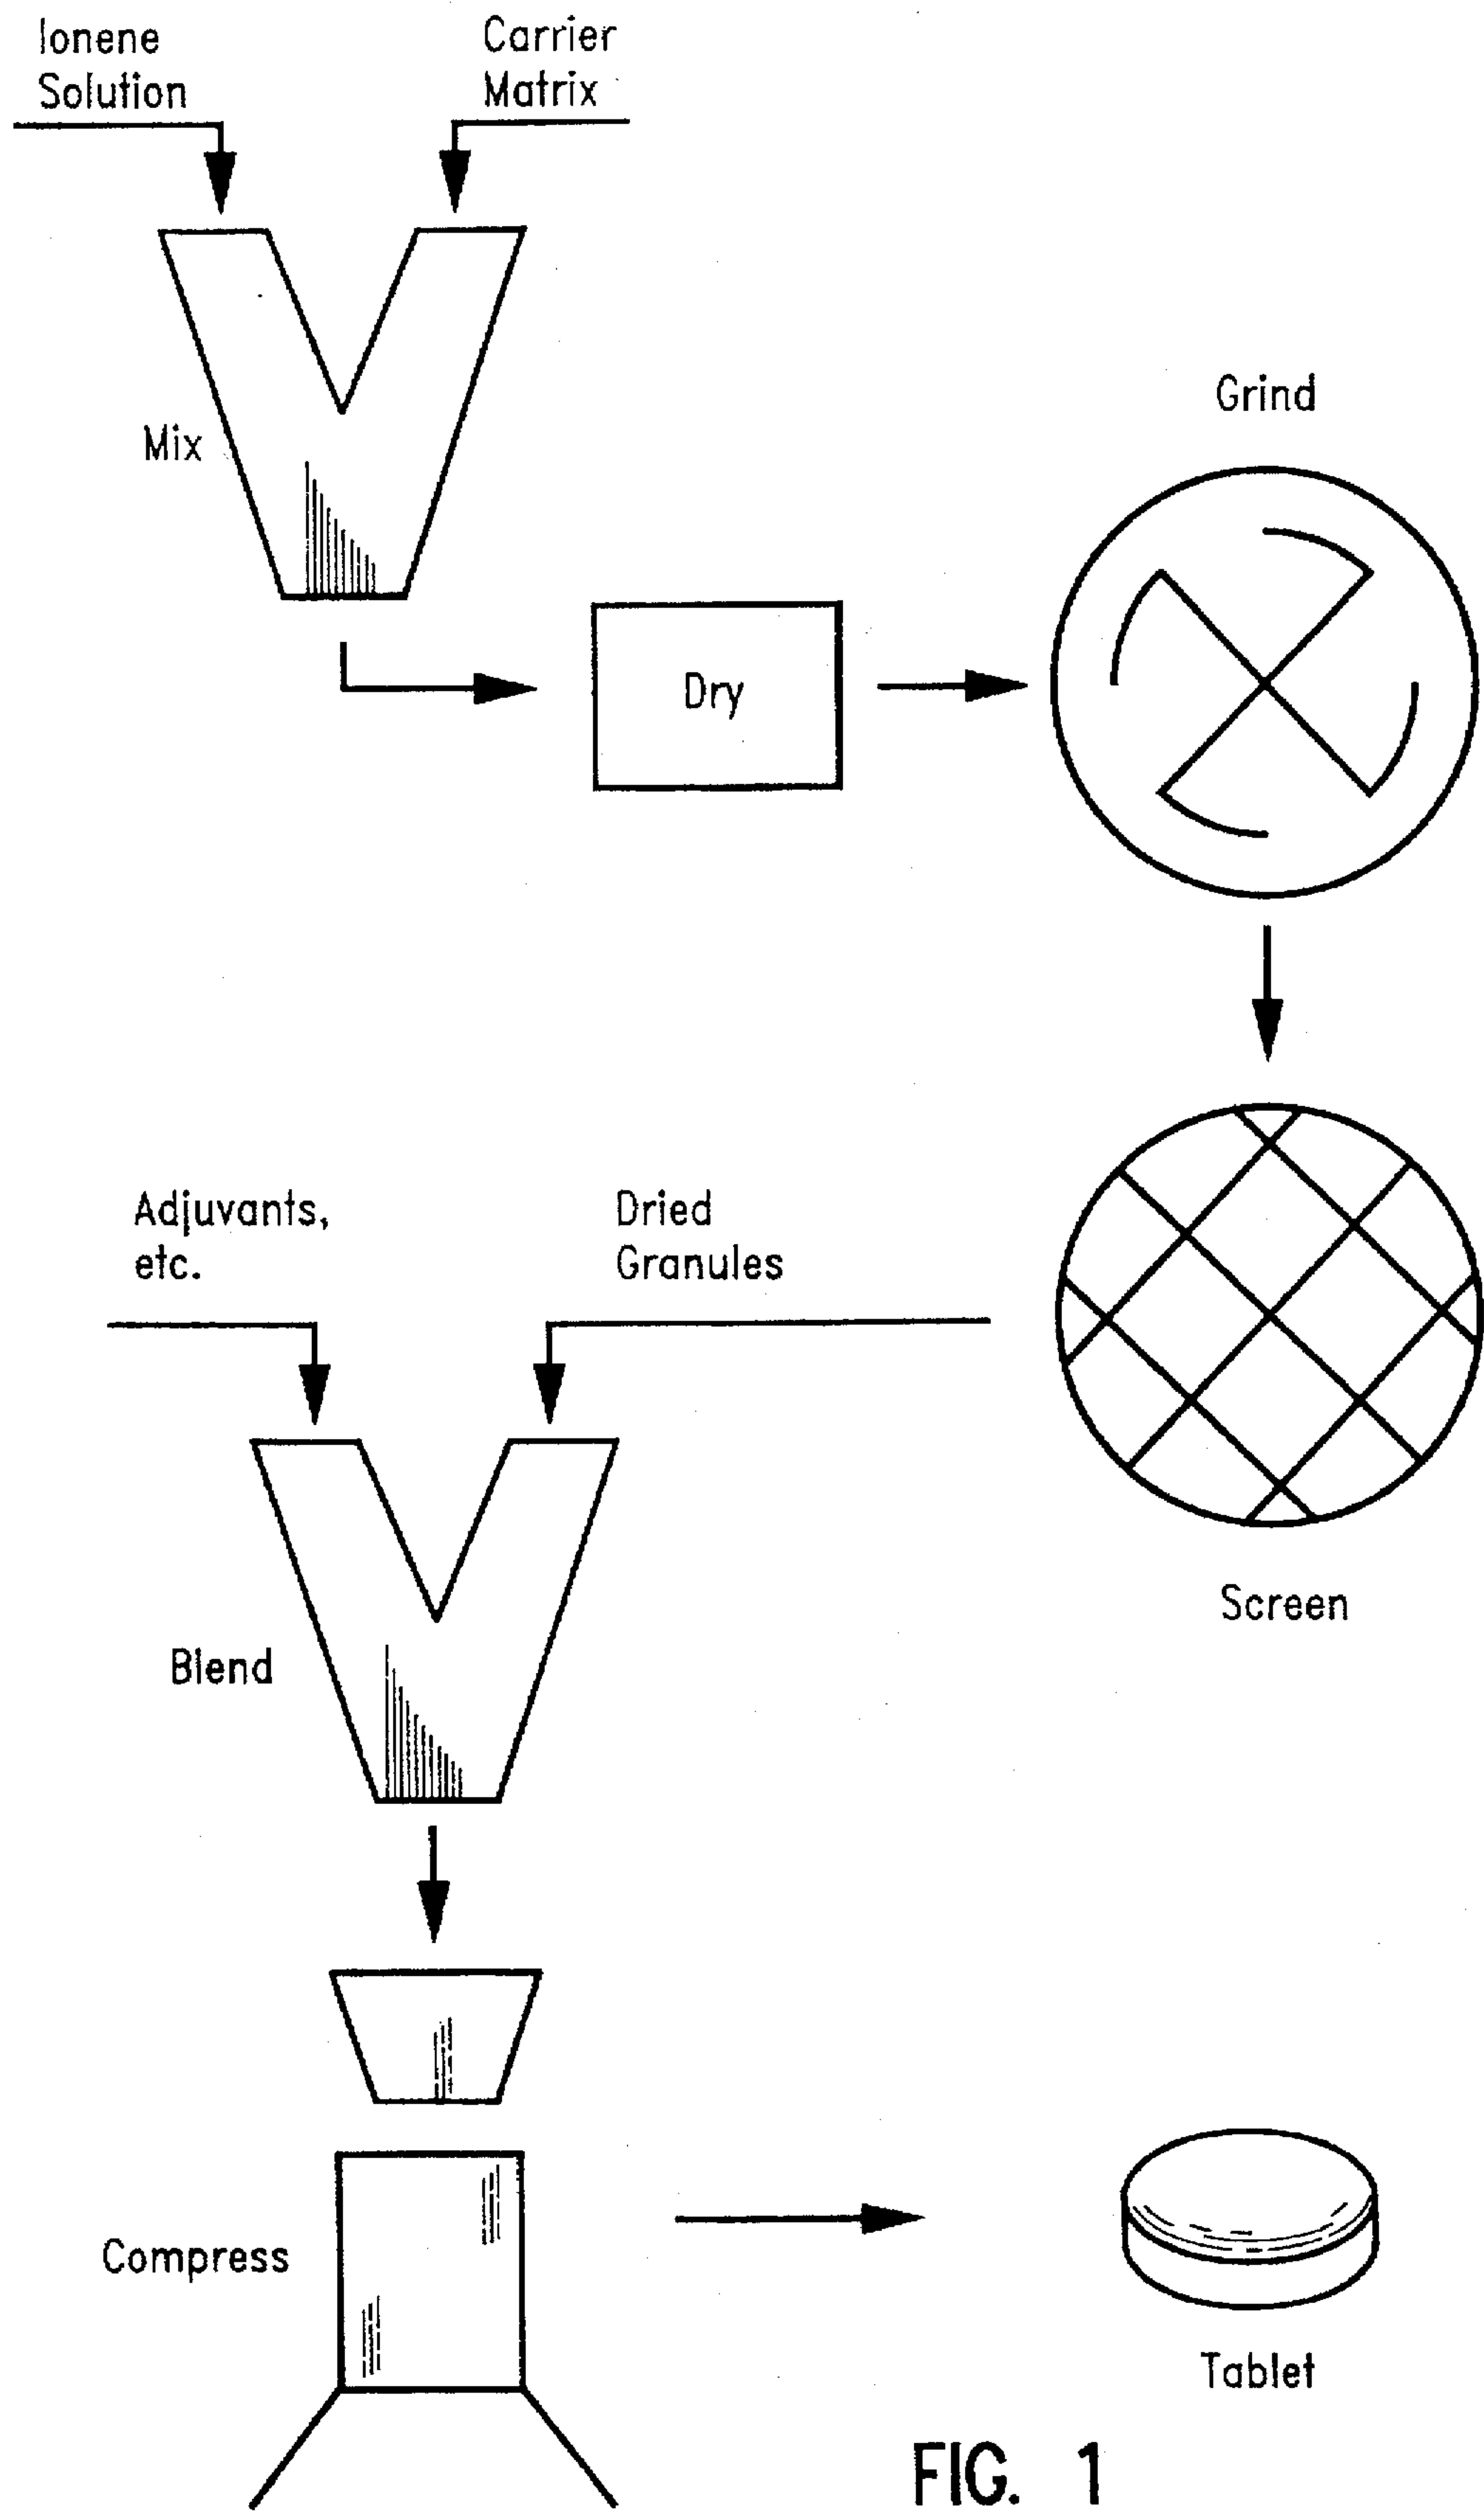 Ionene
Solution
Carrier
Matrix
Mix
Grind
Dry
Adjuvants,
etc.
Dried
Granules
Screen
Blend
Compress
Tablet
FIG. 1